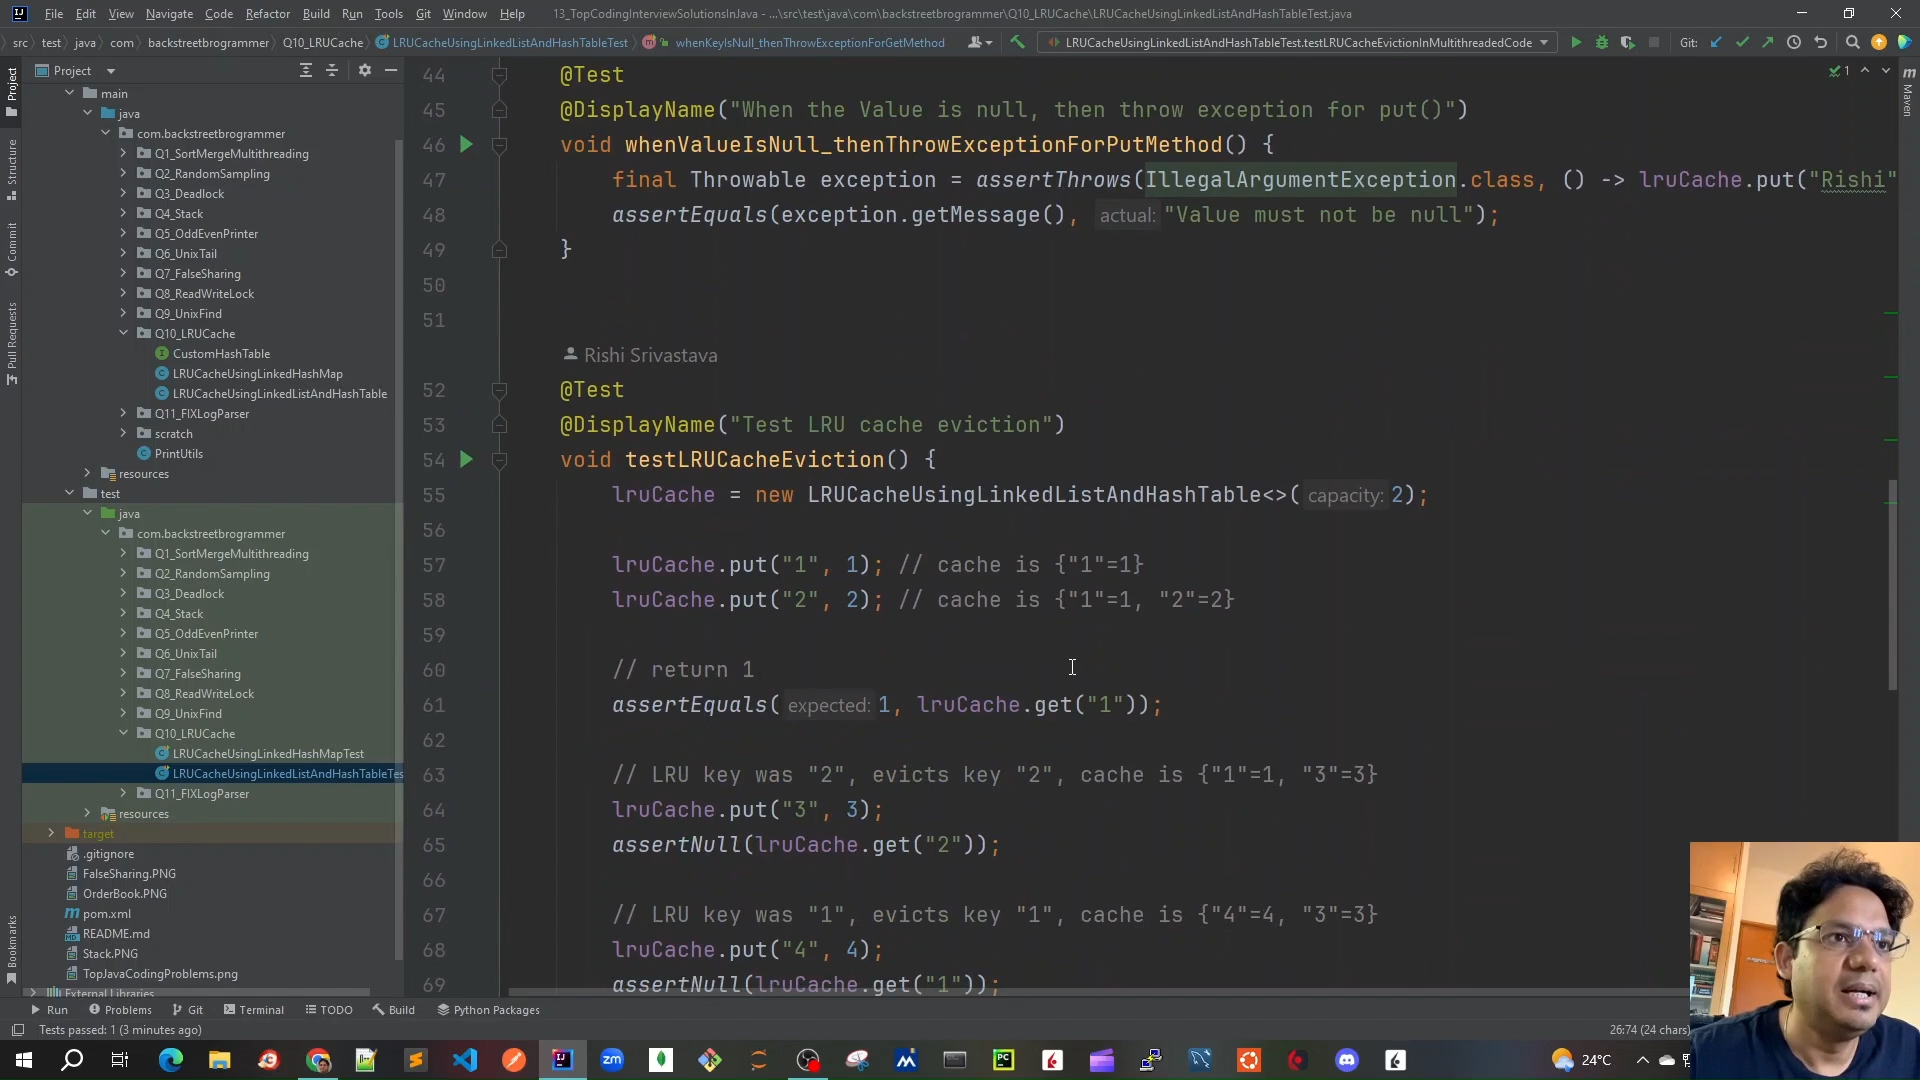 File Edit View Navigate Code Refactor Build Run Tools Git Window Help 13_TopCodingInterviewSolutionsInJava - ...\src\test\java\com\backstreetbrogrammer\Q10_LRUCache\LRUCacheUsingLinkedListAndHashTableTest.java
src test java com backstreetbrogrammer Q10_LRUCache LRUCacheUsingLinkedListAndHashTableTest whenKeyIsNull_thenThrowExceptionForGetMethod LRUCacheUsingLinkedListAndHashTableTest.testLRUCacheEvictionInMultithreadedCode Git:
Project
main
java
com.backstreetbrogrammer
Q1_SortMergeMultithreading
Q2_RandomSampling
Q3_Deadlock
Q4_Stack
Q5_OddEvenPrinter
Q6_UnixTail
Q7_FalseSharing
Q8_ReadWriteLock
Q9_UnixFind
Q10_LRUCache
CustomHashTable
LRUCacheUsingLinkedHashMap
LRUCacheUsingLinkedListAndHashTable
Q11_FIXLogParser
scratch
PrintUtils
resources
test
java
com.backstreetbrogrammer
Q1_SortMergeMultithreading
Q2_RandomSampling
Q3_Deadlock
Q4_Stack
Q5_OddEvenPrinter
Q6_UnixTail
Q7_FalseSharing
Q8_ReadWriteLock
Q9_UnixFind
Q10_LRUCache
LRUCacheUsingLinkedHashMapTest
LRUCacheUsingLinkedListAndHashTableTes
Q11_FIXLogParser
resources
target
.gitignore
FalseSharing.PNG
OrderBook.PNG
pom.xml
README.md
Stack.PNG
TopJavaCodingProblems.png
External Libraries
Project
Structure
Commit
Pull Requests
Bookmarks
44 @Test
45 @DisplayName("When the Value is null, then throw exception for put()")
46 void whenValueIsNull_thenThrowExceptionForPutMethod() {
47 final Throwable exception = assertThrows(IllegalArgumentException.class, () -> lruCache.put("Rishi"
48 assertEquals(exception.getMessage(), actual: "Value must not be null");
49 }
50
51
Rishi Srivastava
52 @Test
53 @DisplayName("Test LRU cache eviction")
54 void testLRUCacheEviction() {
55 lruCache = new LRUCacheUsingLinkedListAndHashTable<>( capacity: 2);
56
57 lruCache.put("1", 1); // cache is {"1"=1}
58 lruCache.put("2", 2); // cache is {"1"=1, "2"=2}
59
60 // return 1
61 assertEquals( expected: 1, lruCache.get("1"));
62
63 // LRU key was "2", evicts key "2", cache is {"1"=1, "3"=3}
64 lruCache.put("3", 3);
65 assertNull(lruCache.get("2"));
66
67 // LRU key was "1", evicts key "1", cache is {"4"=4, "3"=3}
68 lruCache.put("4", 4);
69 assertNull(lruCache.get("1"));
1
Maven
Run Problems Git Terminal TODO Build Python Packages
Tests passed: 1 (3 minutes ago) 26:74 (24 chars)
24°C